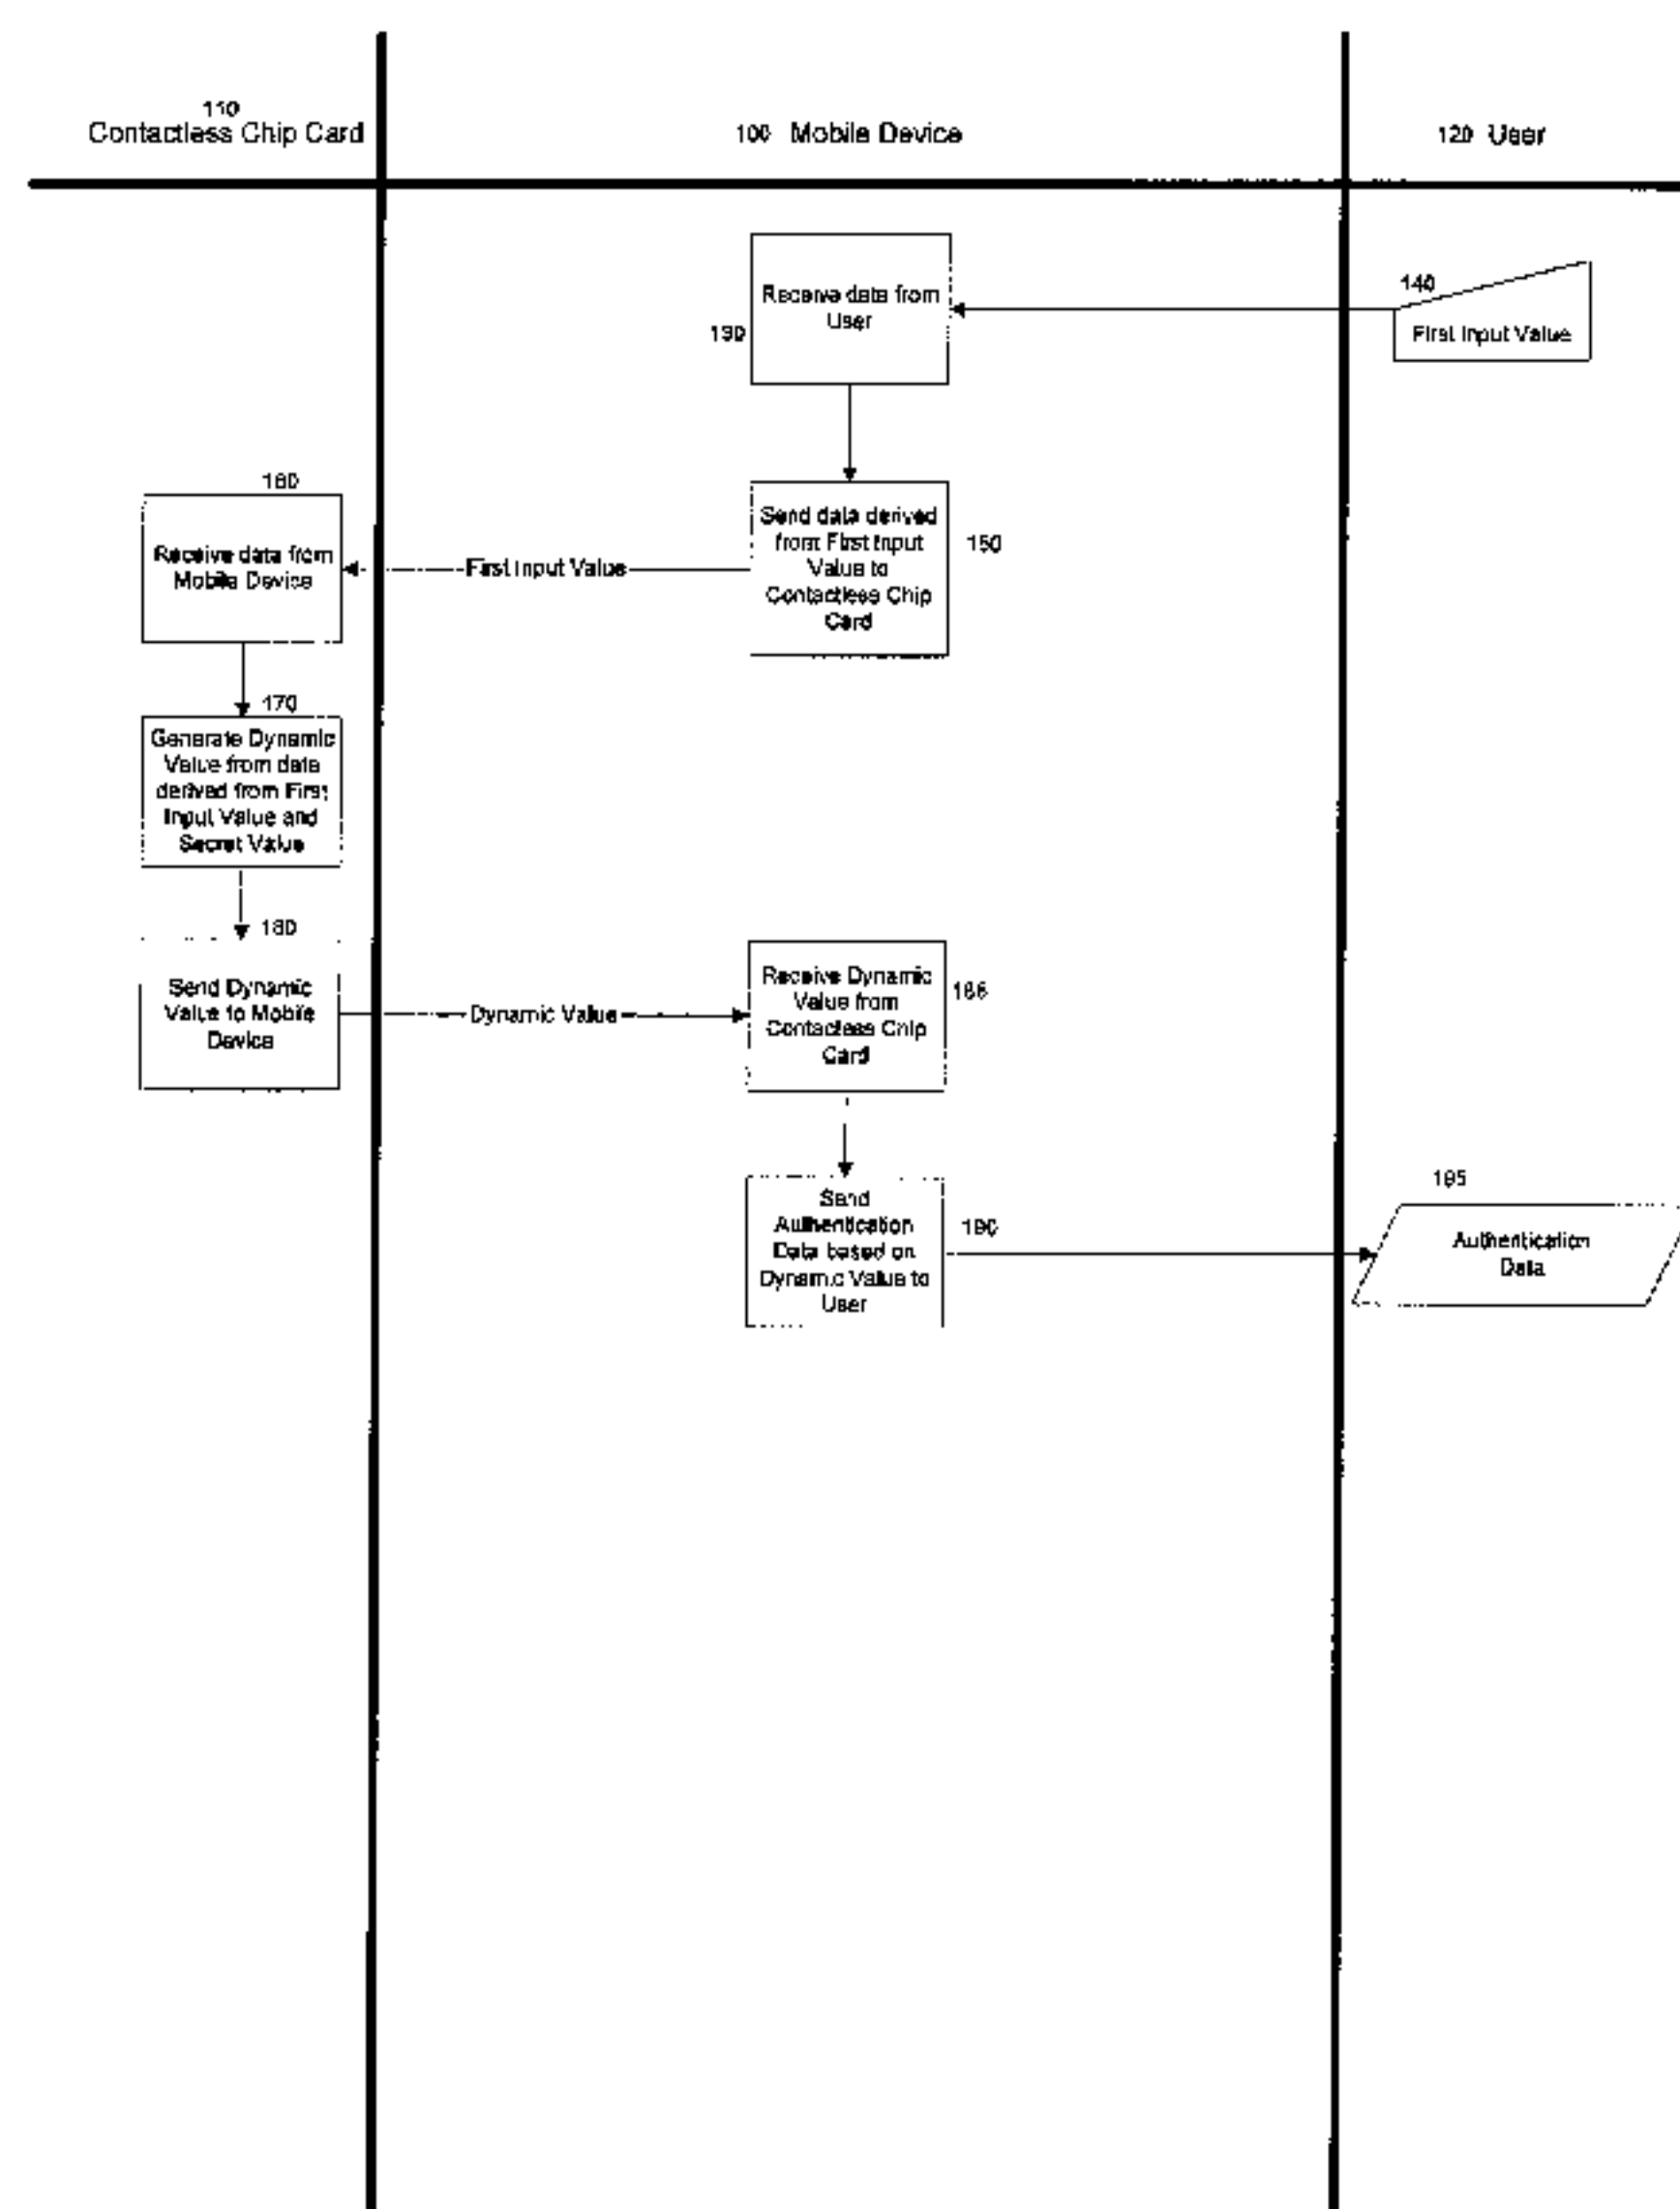 110
Contactless Chip Card
100 Mobile Device
120 User
140
First Input Value
Receive data from
User
130
160
Receive data from
Mobile Device
First Input Value
Send data derived
from First Input
Value to
Contactless Chip
Card
150
170
Generate Dynamic
Value from data
derived from First
Input Value and
Secret Value
180
Send Dynamic
Value to Mobile
Device
Dynamic Value
Receive Dynamic
Value from
Contactless Chip
Card
185
Send
Authentication
Data based on
Dynamic Value to
User
190
195
Authentication
Data